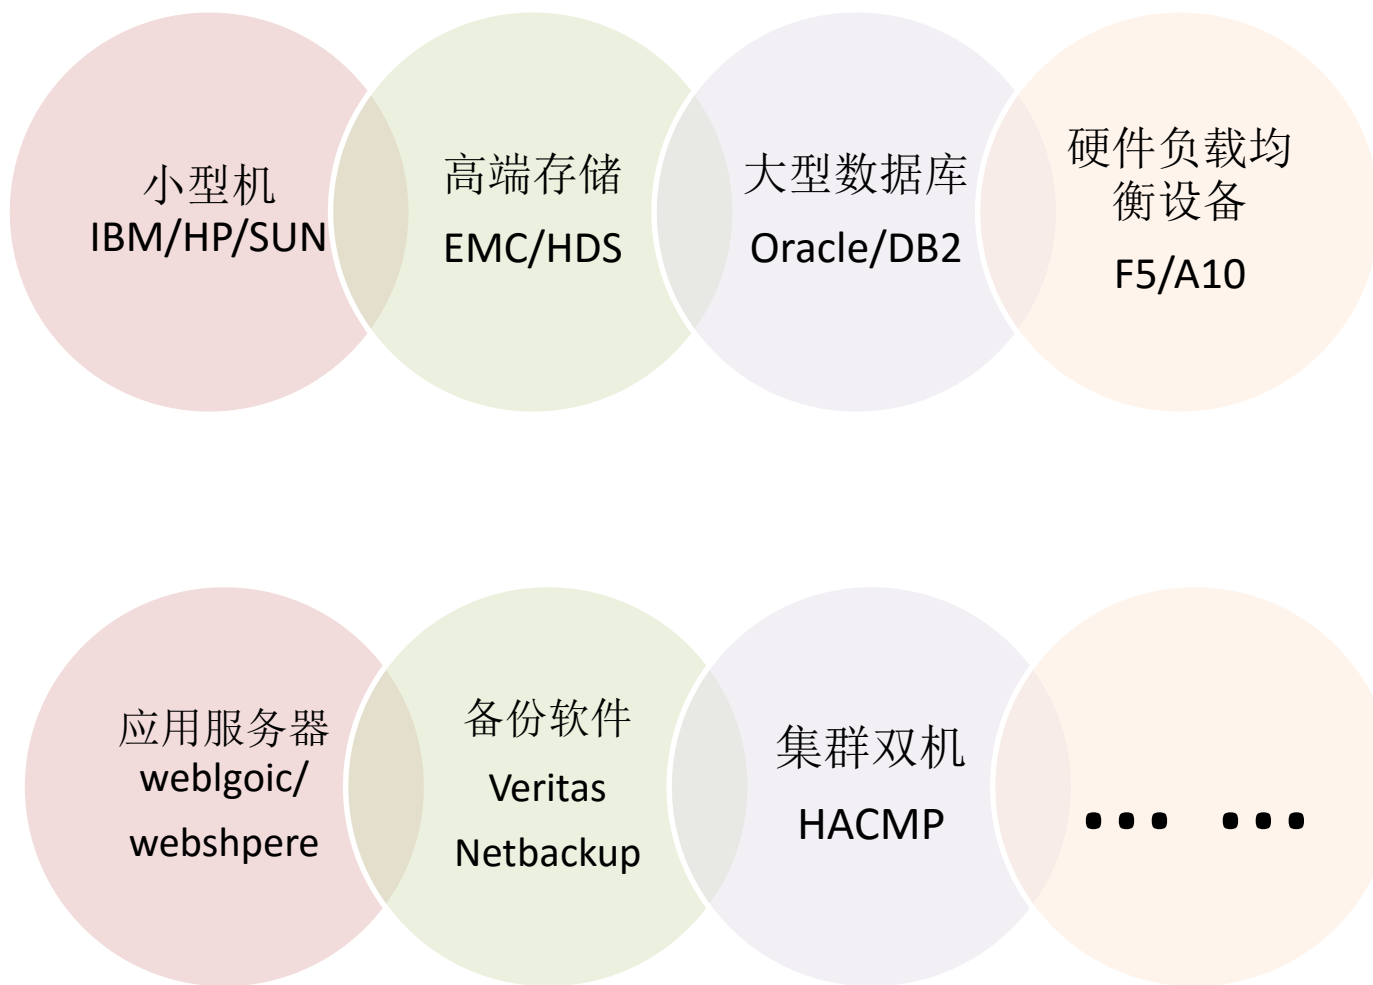 小型机
IBM/HP/SUN
高端存储
EMC/HDS
大型数据库
Oracle/DB2
硬件负载均
衡设备
F5/A10
应用服务器
weblgoic/
webshpere
备份软件
Veritas
Netbackup
集群双机
HACMP
… …